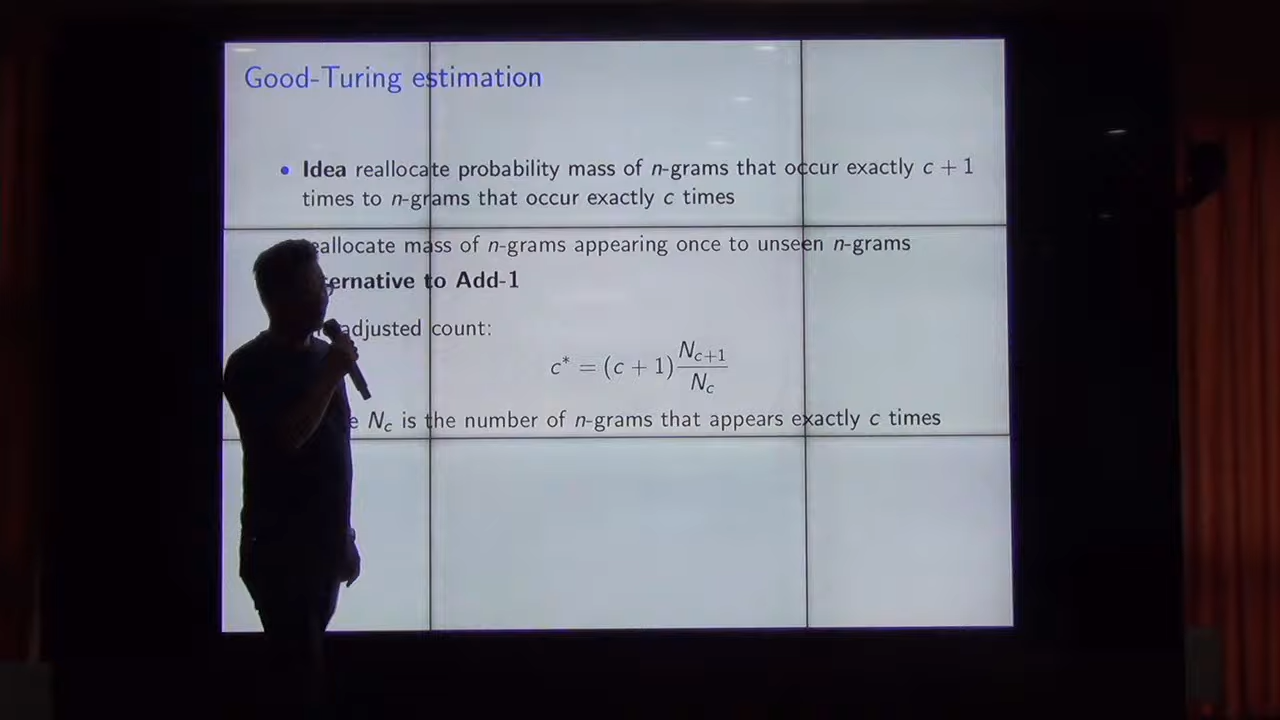 Good-Turing estimation
• Idea reallocate probability mass of n-grams that occur exactly c + 1
times to n-grams that occur exactly c times
eallocate mass of n-grams appearing once to unseen n-grams
ternative to Add-1
adjusted count:
c* = (c + 1) N_{c+1} / N_c
e N_c is the number of n-grams that appears exactly c times